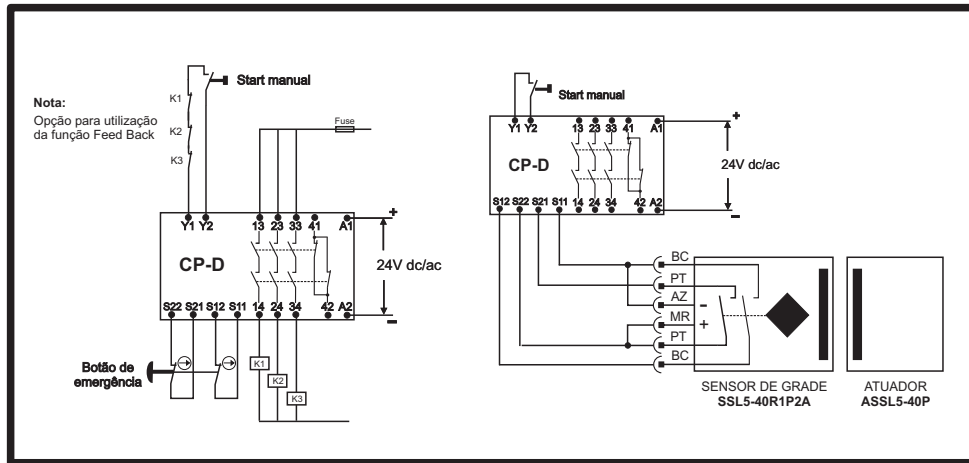 Start manual
Nota:
Opção para utilização
da função Feed Back
K1
K2
K3
Fuse
Y1 Y2 13 23 33 41 A1
+
CP-D
24V dc/ac
S22 S21 S12 S11 14 24 34 42 A2
−
Botão de
emergência
K1
K2
K3
Start manual
Y1 Y2 13 23 33 41 A1
+
CP-D
24V dc/ac
S12 S22 S21 S11 14 24 34 42 A2
−
BC
PT
AZ −
MR +
PT
BC
SENSOR DE GRADE
SSL5-40R1P2A
ATUADOR
ASSL5-40P